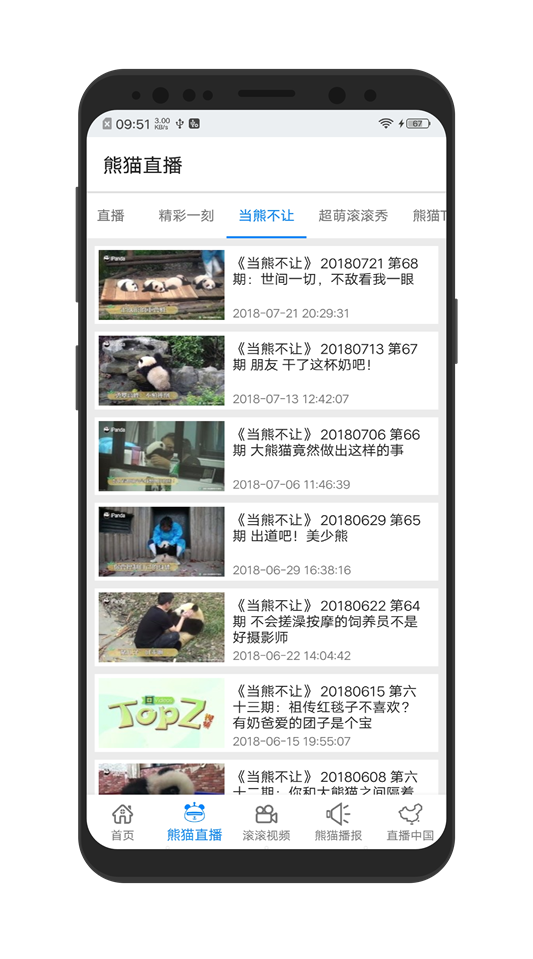 09:51 3.00 KB/s 67
熊猫直播
直播 精彩一刻 当熊不让 超萌滚滚秀 熊猫T
iPanda
《当熊不让》 20180721 第68
期：世间一切，不敌看我一眼
2018-07-21 20:29:31
《当熊不让》 20180713 第67
期 朋友 干了这杯奶吧！
2018-07-13 12:42:07
iPanda
《当熊不让》 20180706 第66
期 大熊猫竟然做出这样的事
2018-07-06 11:46:39
iPanda
《当熊不让》 20180629 第65
期 出道吧！美少熊
2018-06-29 16:38:16
《当熊不让》 20180622 第64
期 不会搓澡按摩的饲养员不是
好摄影师
2018-06-22 14:04:42
TOP2
《当熊不让》 20180615 第六
十三期：祖传红毯子不喜欢？
有奶爸爱的团子是个宝
2018-06-15 19:55:07
《当熊不让》 20180608 第六
十二期：你和大熊猫之间隔着
首页 熊猫直播 滚滚视频 熊猫播报 直播中国